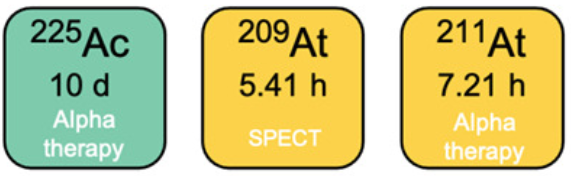 ²²⁵Ac
10 d
Alpha
therapy
²⁰⁹At
5.41 h
SPECT
²¹¹At
7.21 h
Alpha
therapy